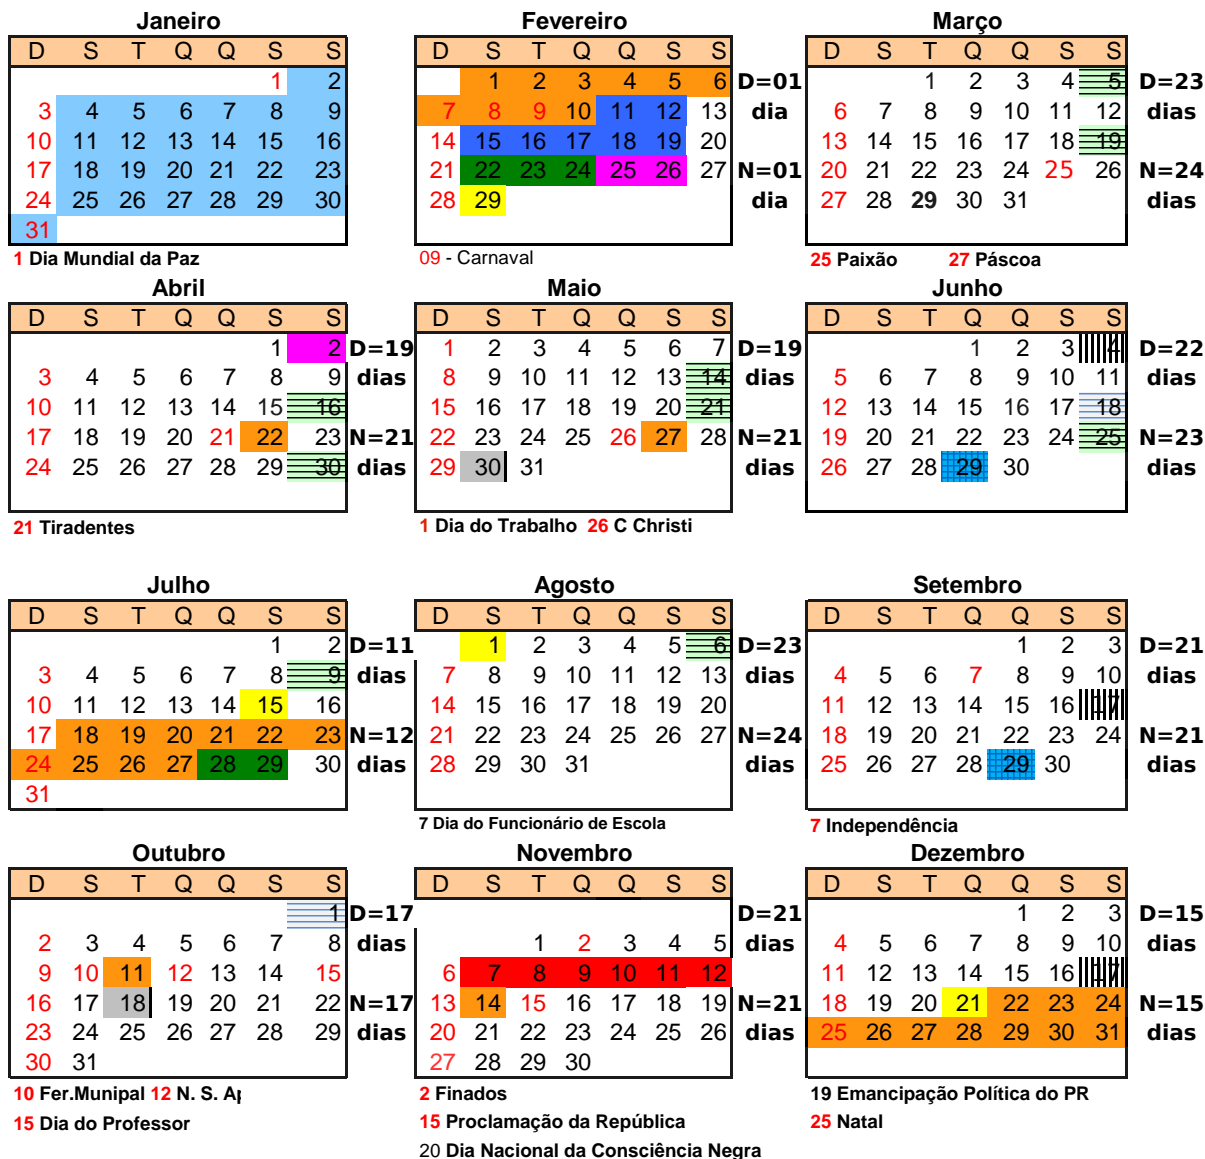 Janeiro Fevereiro Março
D S T Q Q S S D S T Q Q S S D S T Q Q S S
1 2 1 2 3 4 5 6 D=01 1 2 3 4 5 D=23
3 4 5 6 7 8 9 7 8 9 10 11 12 13 dia 6 7 8 9 10 11 12 dias
10 11 12 13 14 15 16 14 15 16 17 18 19 20 13 14 15 16 17 18 19
17 18 19 20 21 22 23 21 22 23 24 25 26 27 N=01 20 21 22 23 24 25 26 N=24
24 25 26 27 28 29 30 28 29 dia 27 28 29 30 31 dias
31
1 Dia Mundial da Paz 09 - Carnaval 25 Paixão 27 Páscoa
Abril Maio Junho
D S T Q Q S S D S T Q Q S S D S T Q Q S S
1 2 D=19 1 2 3 4 5 6 7 D=19 1 2 3 4 D=22
3 4 5 6 7 8 9 dias 8 9 10 11 12 13 14 dias 5 6 7 8 9 10 11 dias
10 11 12 13 14 15 16 15 16 17 18 19 20 21 12 13 14 15 16 17 18
17 18 19 20 21 22 23 N=21 22 23 24 25 26 27 28 N=21 19 20 21 22 23 24 25 N=23
24 25 26 27 28 29 30 dias 29 30 31 dias 26 27 28 29 30 dias
21 Tiradentes 1 Dia do Trabalho 26 C Christi
Julho Agosto Setembro
D S T Q Q S S D S T Q Q S S D S T Q Q S S
1 2 D=11 1 2 3 4 5 6 D=23 1 2 3 D=21
3 4 5 6 7 8 9 dias 7 8 9 10 11 12 13 dias 4 5 6 7 8 9 10 dias
10 11 12 13 14 15 16 14 15 16 17 18 19 20 11 12 13 14 15 16 17
17 18 19 20 21 22 23 N=12 21 22 23 24 25 26 27 N=24 18 19 20 21 22 23 24 N=21
24 25 26 27 28 29 30 dias 28 29 30 31 dias 25 26 27 28 29 30 dias
31
7 Dia do Funcionário de Escola 7 Independência
Outubro Novembro Dezembro
D S T Q Q S S D S T Q Q S S D S T Q Q S S
1 D=17 D=21 1 2 3 D=15
2 3 4 5 6 7 8 dias 1 2 3 4 5 dias 4 5 6 7 8 9 10 dias
9 10 11 12 13 14 15 6 7 8 9 10 11 12 11 12 13 14 15 16 17
16 17 18 19 20 21 22 N=17 13 14 15 16 17 18 19 N=21 18 19 20 21 22 23 24 N=15
23 24 25 26 27 28 29 dias 20 21 22 23 24 25 26 dias 25 26 27 28 29 30 31 dias
30 31 27 28 29 30
10 Fer.Munipal 12 N. S. 2 Finados 19 Emancipação Política do PR
15 Dia do Professor 15 Proclamação da República 25 Natal
20 Dia Nacional da Consciência Negra